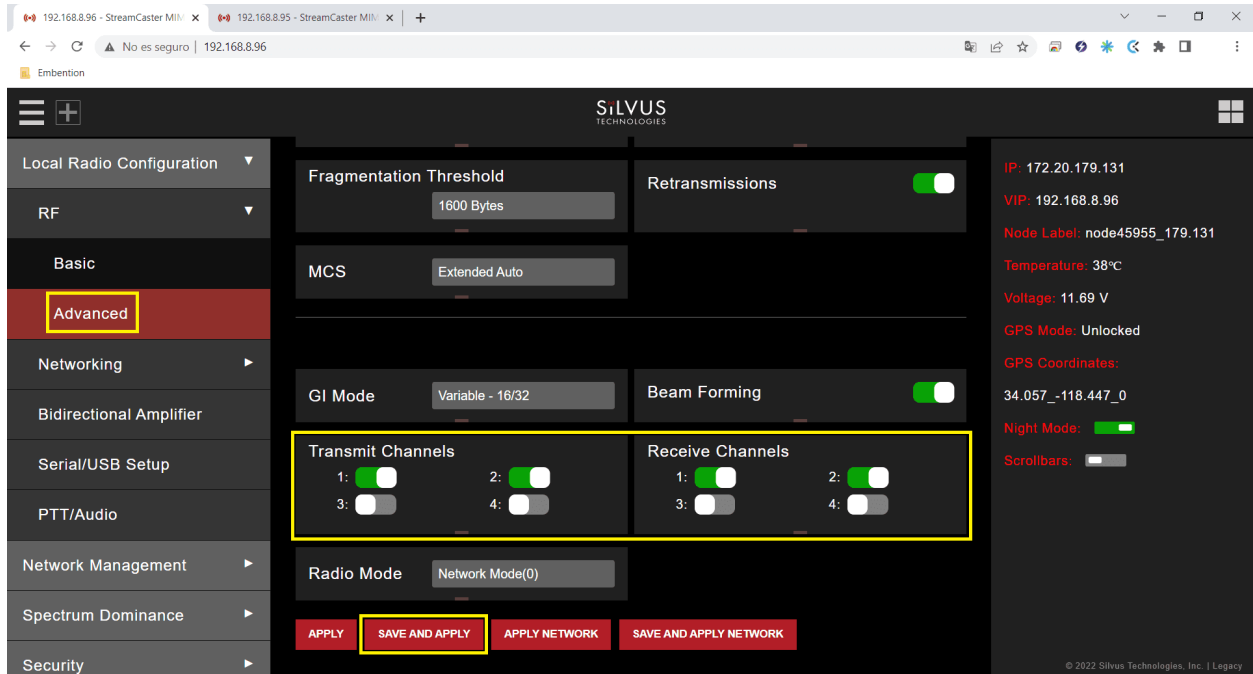 192.168.8.96 - StreamCaster MIM
192.168.8.95 - StreamCaster MIM
No es seguro | 192.168.8.96
Embention
SiLVUS
TECHNOLOGIES
Local Radio Configuration
RF
Basic
Advanced
Networking
Bidirectional Amplifier
Serial/USB Setup
PTT/Audio
Network Management
Spectrum Dominance
Security
Fragmentation Threshold
1600 Bytes
Retransmissions
MCS
Extended Auto
GI Mode
Variable - 16/32
Beam Forming
Transmit Channels
1: 2:
3: 4:
Receive Channels
1: 2:
3: 4:
Radio Mode
Network Mode(0)
APPLY
SAVE AND APPLY
APPLY NETWORK
SAVE AND APPLY NETWORK
IP: 172.20.179.131
VIP: 192.168.8.96
Node Label: node45955_179.131
Temperature: 38°C
Voltage: 11.69 V
GPS Mode: Unlocked
GPS Coordinates:
34.057_-118.447_0
Night Mode:
Scrollbars:
© 2022 Silvus Technologies, Inc. | Legacy